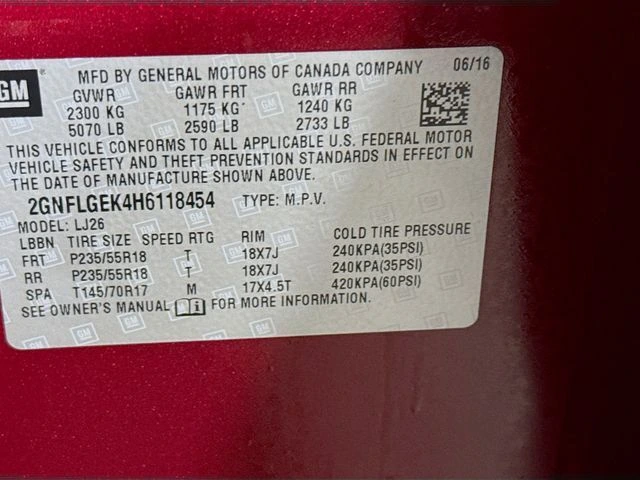 GM
MFD BY GENERAL MOTORS OF CANADA COMPANY 06/16
GVWR GAWR FRT GAWR RR
2300 KG 1175 KG 1240 KG
5070 LB 2590 LB 2733 LB
THIS VEHICLE CONFORMS TO ALL APPLICABLE U.S. FEDERAL MOTOR
VEHICLE SAFETY AND THEFT PREVENTION STANDARDS IN EFFECT ON
THE DATE OF MANUFACTURE SHOWN ABOVE.
2GNFLGEK4H6118454 TYPE: M.P.V.
MODEL: LJ26
LBBN TIRE SIZE SPEED RTG RIM COLD TIRE PRESSURE
FRT P235/55R18 T 18X7J 240KPA(35PSI)
RR P235/55R18 T 18X7J 240KPA(35PSI)
SPA T145/70R17 M 17X4.5T 420KPA(60PSI)
SEE OWNER'S MANUAL FOR MORE INFORMATION.